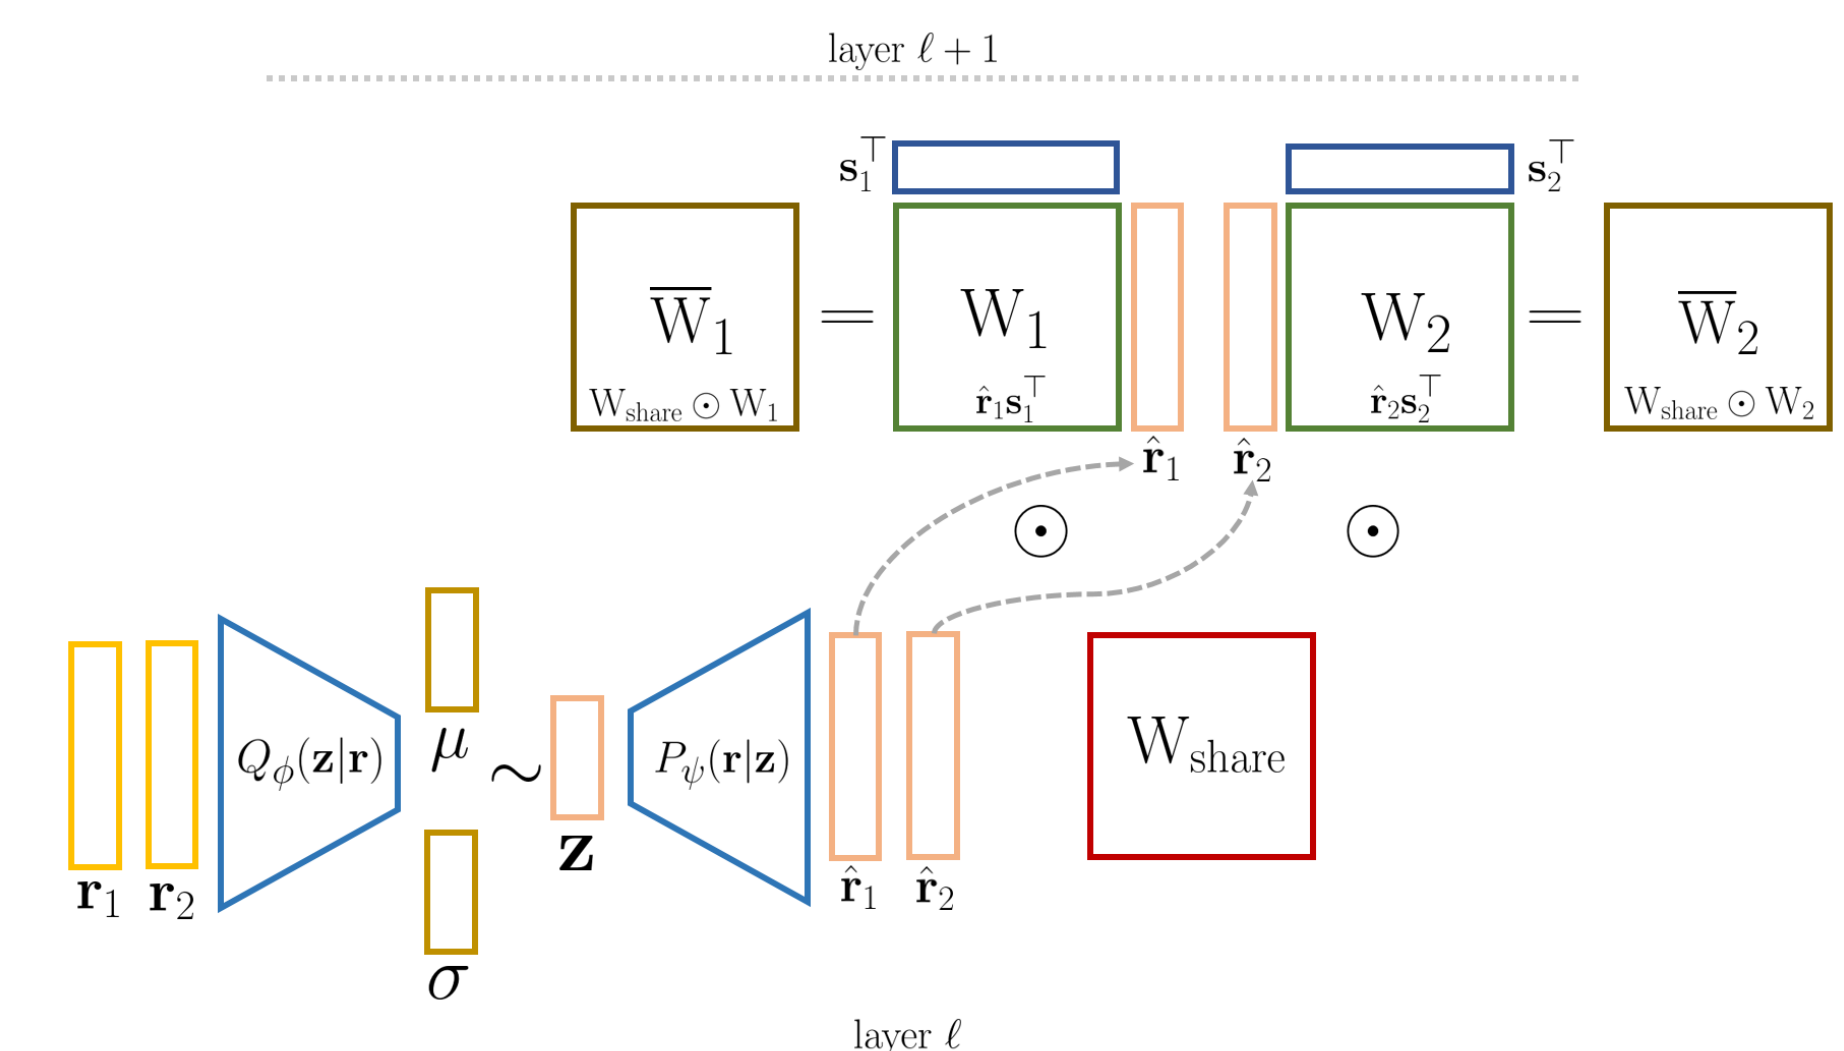 layer ℓ + 1
s₁^⊤
s₂^⊤
W̅₁ = W₁ W₂ = W̅₂
W_share ⊙ W₁
r̂₁s₁^⊤
r̂₂s₂^⊤
W_share ⊙ W₂
r̂₁ r̂₂
⊙ ⊙
Q_ϕ(z|r)
μ
∼
z
σ
P_ψ(r|z)
W_share
r₁ r₂
r̂₁ r̂₂
layer ℓ